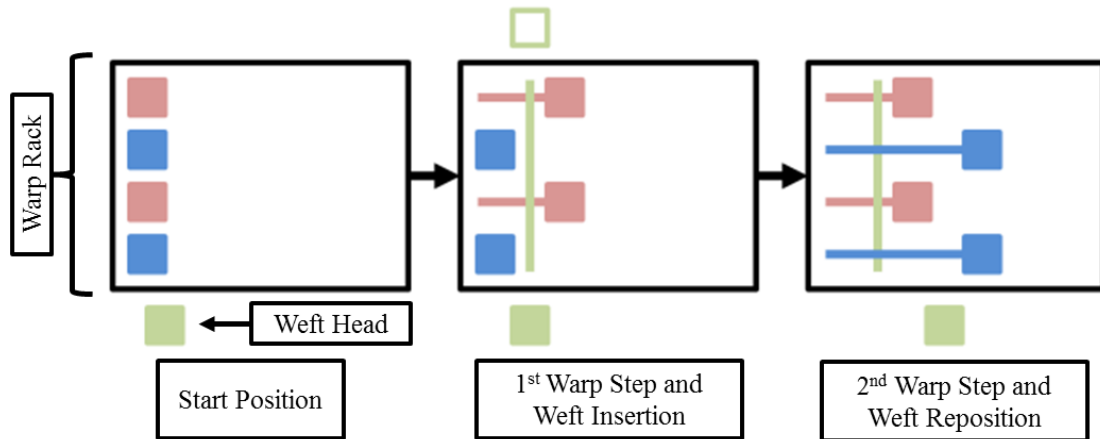 Warp Rack
Weft Head
Start Position
1st Warp Step and
Weft Insertion
2nd Warp Step and
Weft Reposition